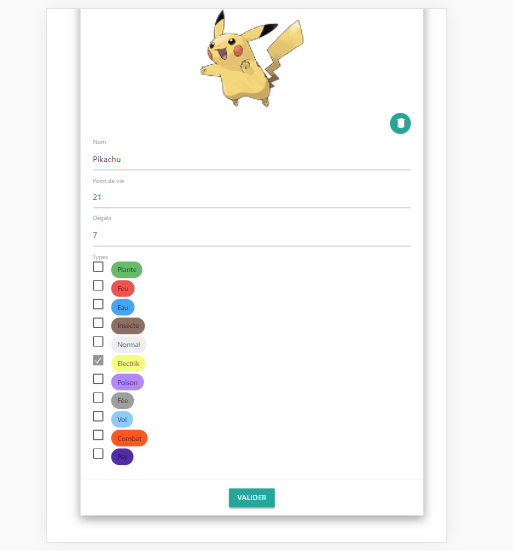 Nom
Pikachu
Point de vie
21
Dégâts
7
Types
Plante
Feu
Eau
Insecte
Normal
Electrik
Poison
Fée
Vol
Combat
Psy
VALIDER